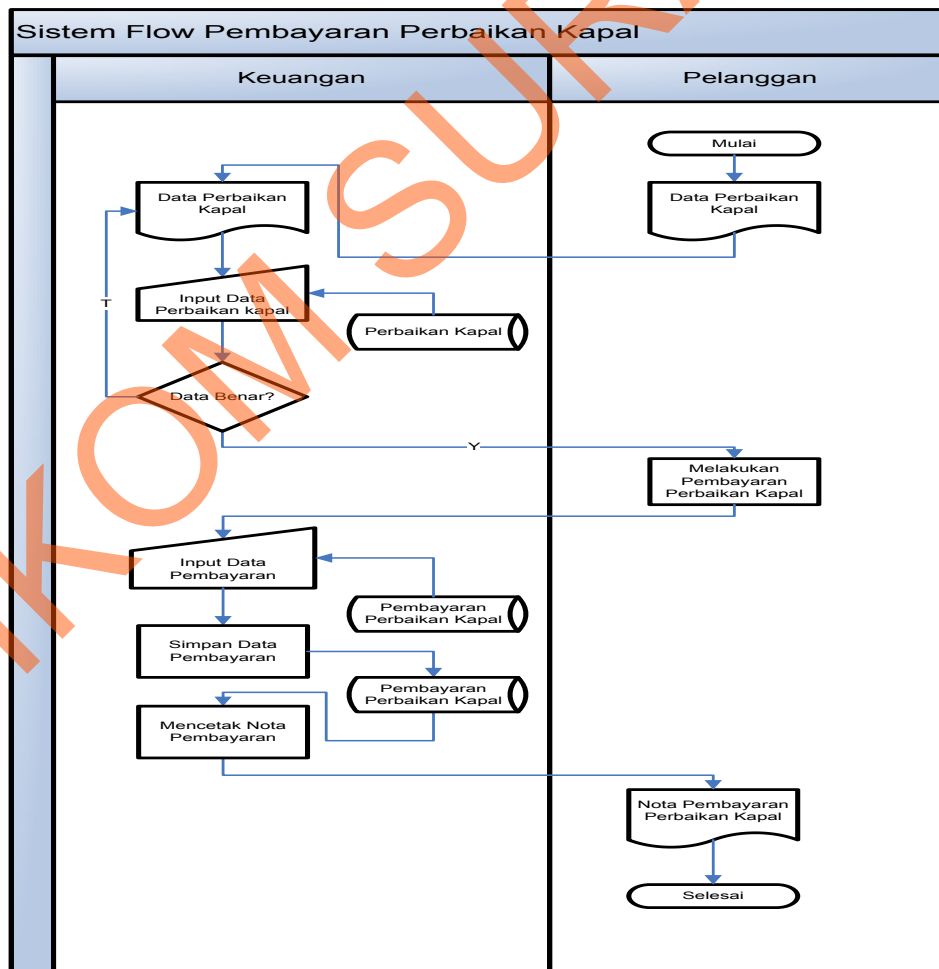 Sistem Flow Pembayaran Perbaikan Kapal
Keuangan
Pelanggan
Mulai
Data Perbaikan
Kapal
Data Perbaikan
Kapal
T
Input Data
Perbaikan kapal
Perbaikan Kapal
Data Benar?
Y
Melakukan
Pembayaran
Perbaikan Kapal
Input Data
Pembayaran
Pembayaran
Perbaikan Kapal
Simpan Data
Pembayaran
Pembayaran
Perbaikan Kapal
Mencetak Nota
Pembayaran
Nota Pembayaran
Perbaikan Kapal
Selesai
KOM SUR